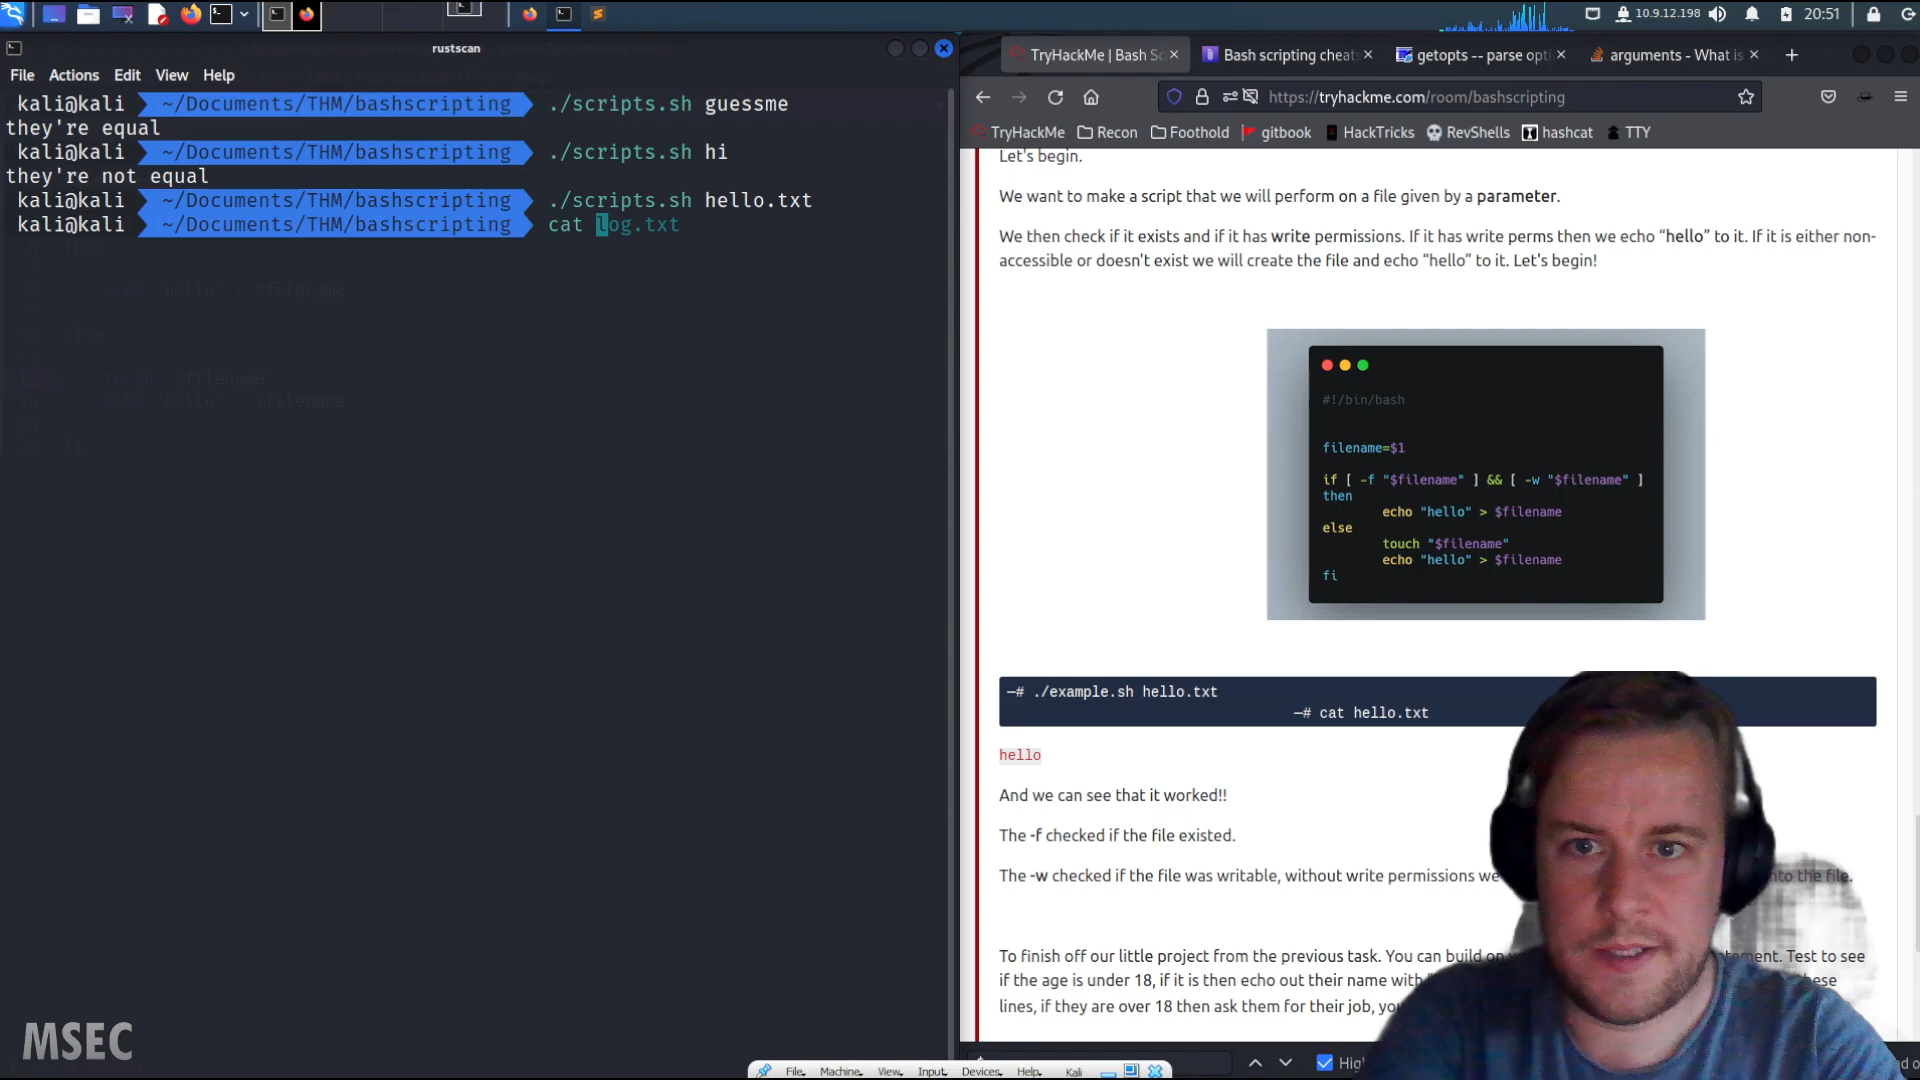 10.9.12.198
20:51
rustscan
File Actions Edit View Help
kali@kali ~/Documents/THM/bashscripting ./scripts.sh guessme
they're equal
kali@kali ~/Documents/THM/bashscripting ./scripts.sh hi
they're not equal
kali@kali ~/Documents/THM/bashscripting ./scripts.sh hello.txt
kali@kali ~/Documents/THM/bashscripting cat log.txt
MSEC
TryHackMe | Bash Sc
Bash scripting cheats
getopts -- parse opti
arguments - What is
https://tryhackme.com/room/bashscripting
TryHackMe Recon Foothold gitbook HackTricks RevShells hashcat TTY
Let's begin.
We want to make a script that we will perform on a file given by a parameter.
We then check if it exists and if it has write permissions. If it has write perms then we echo “hello” to it. If it is either non-
accessible or doesn't exist we will create the file and echo “hello” to it. Let's begin!
#!/bin/bash
filename=$1
if [ -f "$filename" ] && [ -w "$filename" ]
then
echo "hello" > $filename
else
touch "$filename"
echo "hello" > $filename
fi
—# ./example.sh hello.txt
—# cat hello.txt
hello
And we can see that it worked!!
The -f checked if the file existed.
The -w checked if the file was writable, without write permissions we
To finish off our little project from the previous task. You can build on
tement. Test to see
if the age is under 18, if it is then echo out their name with
lines, if they are over 18 then ask them for their job,
File Machine View Input Devices Help Kali